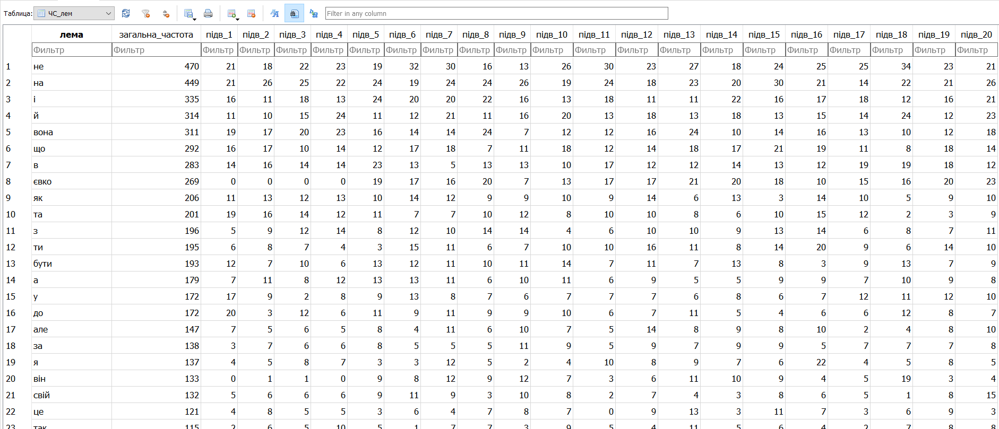 Таблица: ЧС_лем Filter in any column
лема загальна_частота підв_1 підв_2 підв_3 підв_4 підв_5 підв_6 підв_7 підв_8 підв_9 підв_10 підв_11 підв_12 підв_13 підв_14 підв_15 підв_16 підв_17 підв_18 підв_19 підв_20
Фильтр Фильтр Фильтр Фильтр Фильтр Фильтр Фильтр Фильтр Фильтр Фильтр Фильтр Фильтр Фильтр Фильтр Фильтр Фильтр Фильтр Фильтр Фильтр Фильтр Фильтр Фильтр
1 не 470 21 18 22 23 19 32 30 16 13 26 30 23 27 18 24 25 25 34 23 21
2 на 449 21 26 25 22 24 19 24 24 26 19 24 18 23 20 30 21 14 22 21 26
3 і 335 16 11 18 13 24 20 20 22 16 13 18 11 11 22 16 17 18 12 16 21
4 й 314 11 10 15 24 11 12 21 11 16 20 13 18 13 18 13 15 14 24 12 23
5 вона 311 19 17 20 23 16 14 14 24 7 12 12 16 24 10 14 16 13 10 12 18
6 що 292 16 17 10 14 12 17 18 7 11 18 12 14 18 17 21 19 11 8 18 14
7 в 283 14 16 14 14 23 13 5 13 13 10 17 12 12 14 13 12 19 19 18 12
8 євко 269 0 0 0 0 19 17 16 20 7 13 17 17 21 20 18 10 15 16 20 23
9 як 206 11 13 12 13 10 14 12 9 9 10 9 14 6 13 3 14 10 5 9 10
10 та 201 19 16 14 12 11 7 7 10 12 8 10 10 8 6 10 15 12 2 3 9
11 з 196 5 9 12 14 8 12 10 14 14 4 6 10 10 9 13 14 6 8 7 11
12 ти 195 6 8 7 4 3 15 11 6 7 10 10 16 11 8 14 20 9 6 14 10
13 бути 193 12 7 10 6 13 12 11 10 11 14 7 11 7 13 8 3 9 13 7 9
14 а 179 7 11 8 12 13 13 11 6 10 11 6 9 5 5 9 9 7 10 9 8
15 у 172 17 9 2 8 9 13 8 7 6 7 7 7 6 8 6 7 12 11 12 10
16 до 172 20 3 12 6 11 9 11 9 9 10 6 7 11 5 4 6 6 12 8 7
17 але 147 7 5 6 5 8 4 11 6 10 7 5 14 8 9 8 10 2 4 8 10
18 за 138 3 7 6 6 8 5 5 5 11 9 5 9 7 9 9 5 7 7 7 8
19 я 137 4 5 8 7 3 3 12 5 2 4 10 8 9 7 6 22 4 5 8 5
20 він 133 0 1 1 0 9 8 12 9 12 7 3 6 11 10 9 4 5 19 3 4
21 свій 132 5 6 6 6 9 11 9 3 10 8 2 7 4 3 8 6 5 1 8 15
22 це 121 4 8 5 5 3 6 4 7 8 7 0 9 13 3 11 7 3 6 9 3
23 так 115 2 6 5 10 5 1 7 7 3 9 5 4 11 5 6 4 2 7 8 8